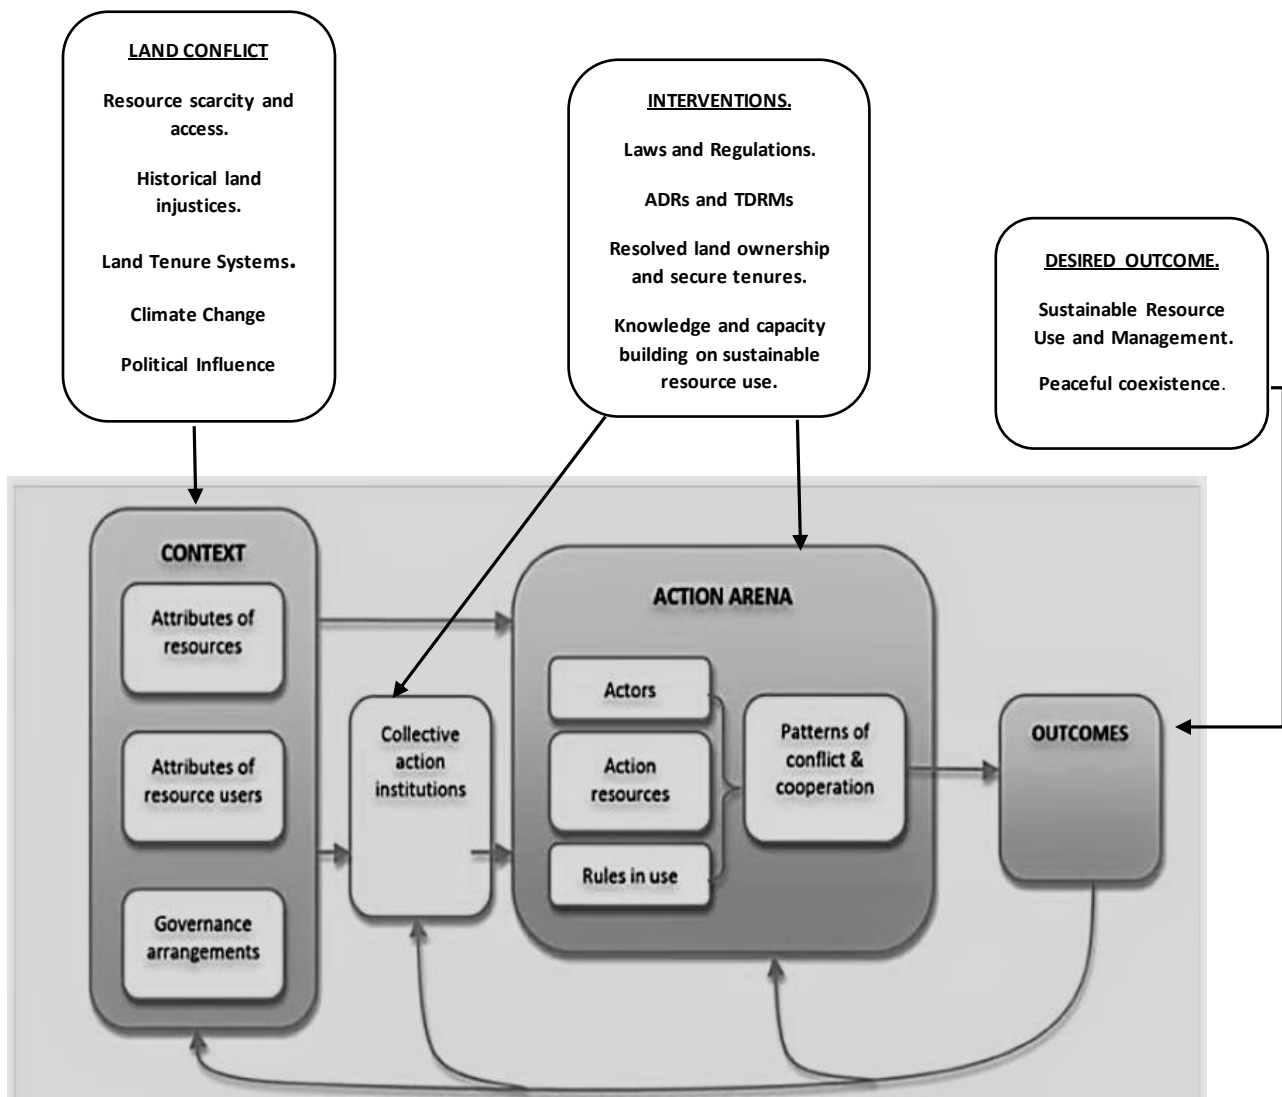 LAND CONFLICT
Resource scarcity and
access.
Historical land
injustices.
Land Tenure Systems.
Climate Change
Political Influence
INTERVENTIONS.
Laws and Regulations.
ADRs and TDRMs
Resolved land ownership
and secure tenures.
Knowledge and capacity
building on sustainable
resource use.
DESIRED OUTCOME.
Sustainable Resource
Use and Management.
Peaceful coexistence.
CONTEXT
Attributes of
resources
Attributes of
resource users
Governance
arrangements
Collective
action
institutions
ACTION ARENA
Actors
Action
resources
Rules in use
Patterns of
conflict &
cooperation
OUTCOMES